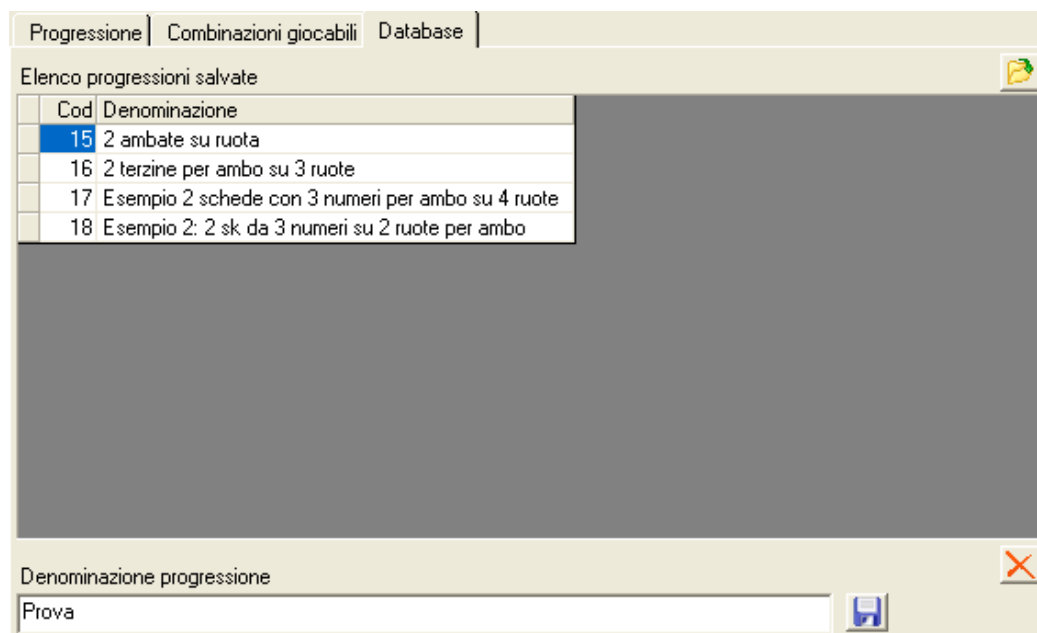 Progressione Combinazioni giocabili Database
Elenco progressioni salvate
Cod Denominazione
15 2 ambate su ruota
16 2 terzine per ambo su 3 ruote
17 Esempio 2 schede con 3 numeri per ambo su 4 ruote
18 Esempio 2: 2 sk da 3 numeri su 2 ruote per ambo
Denominazione progressione
Prova